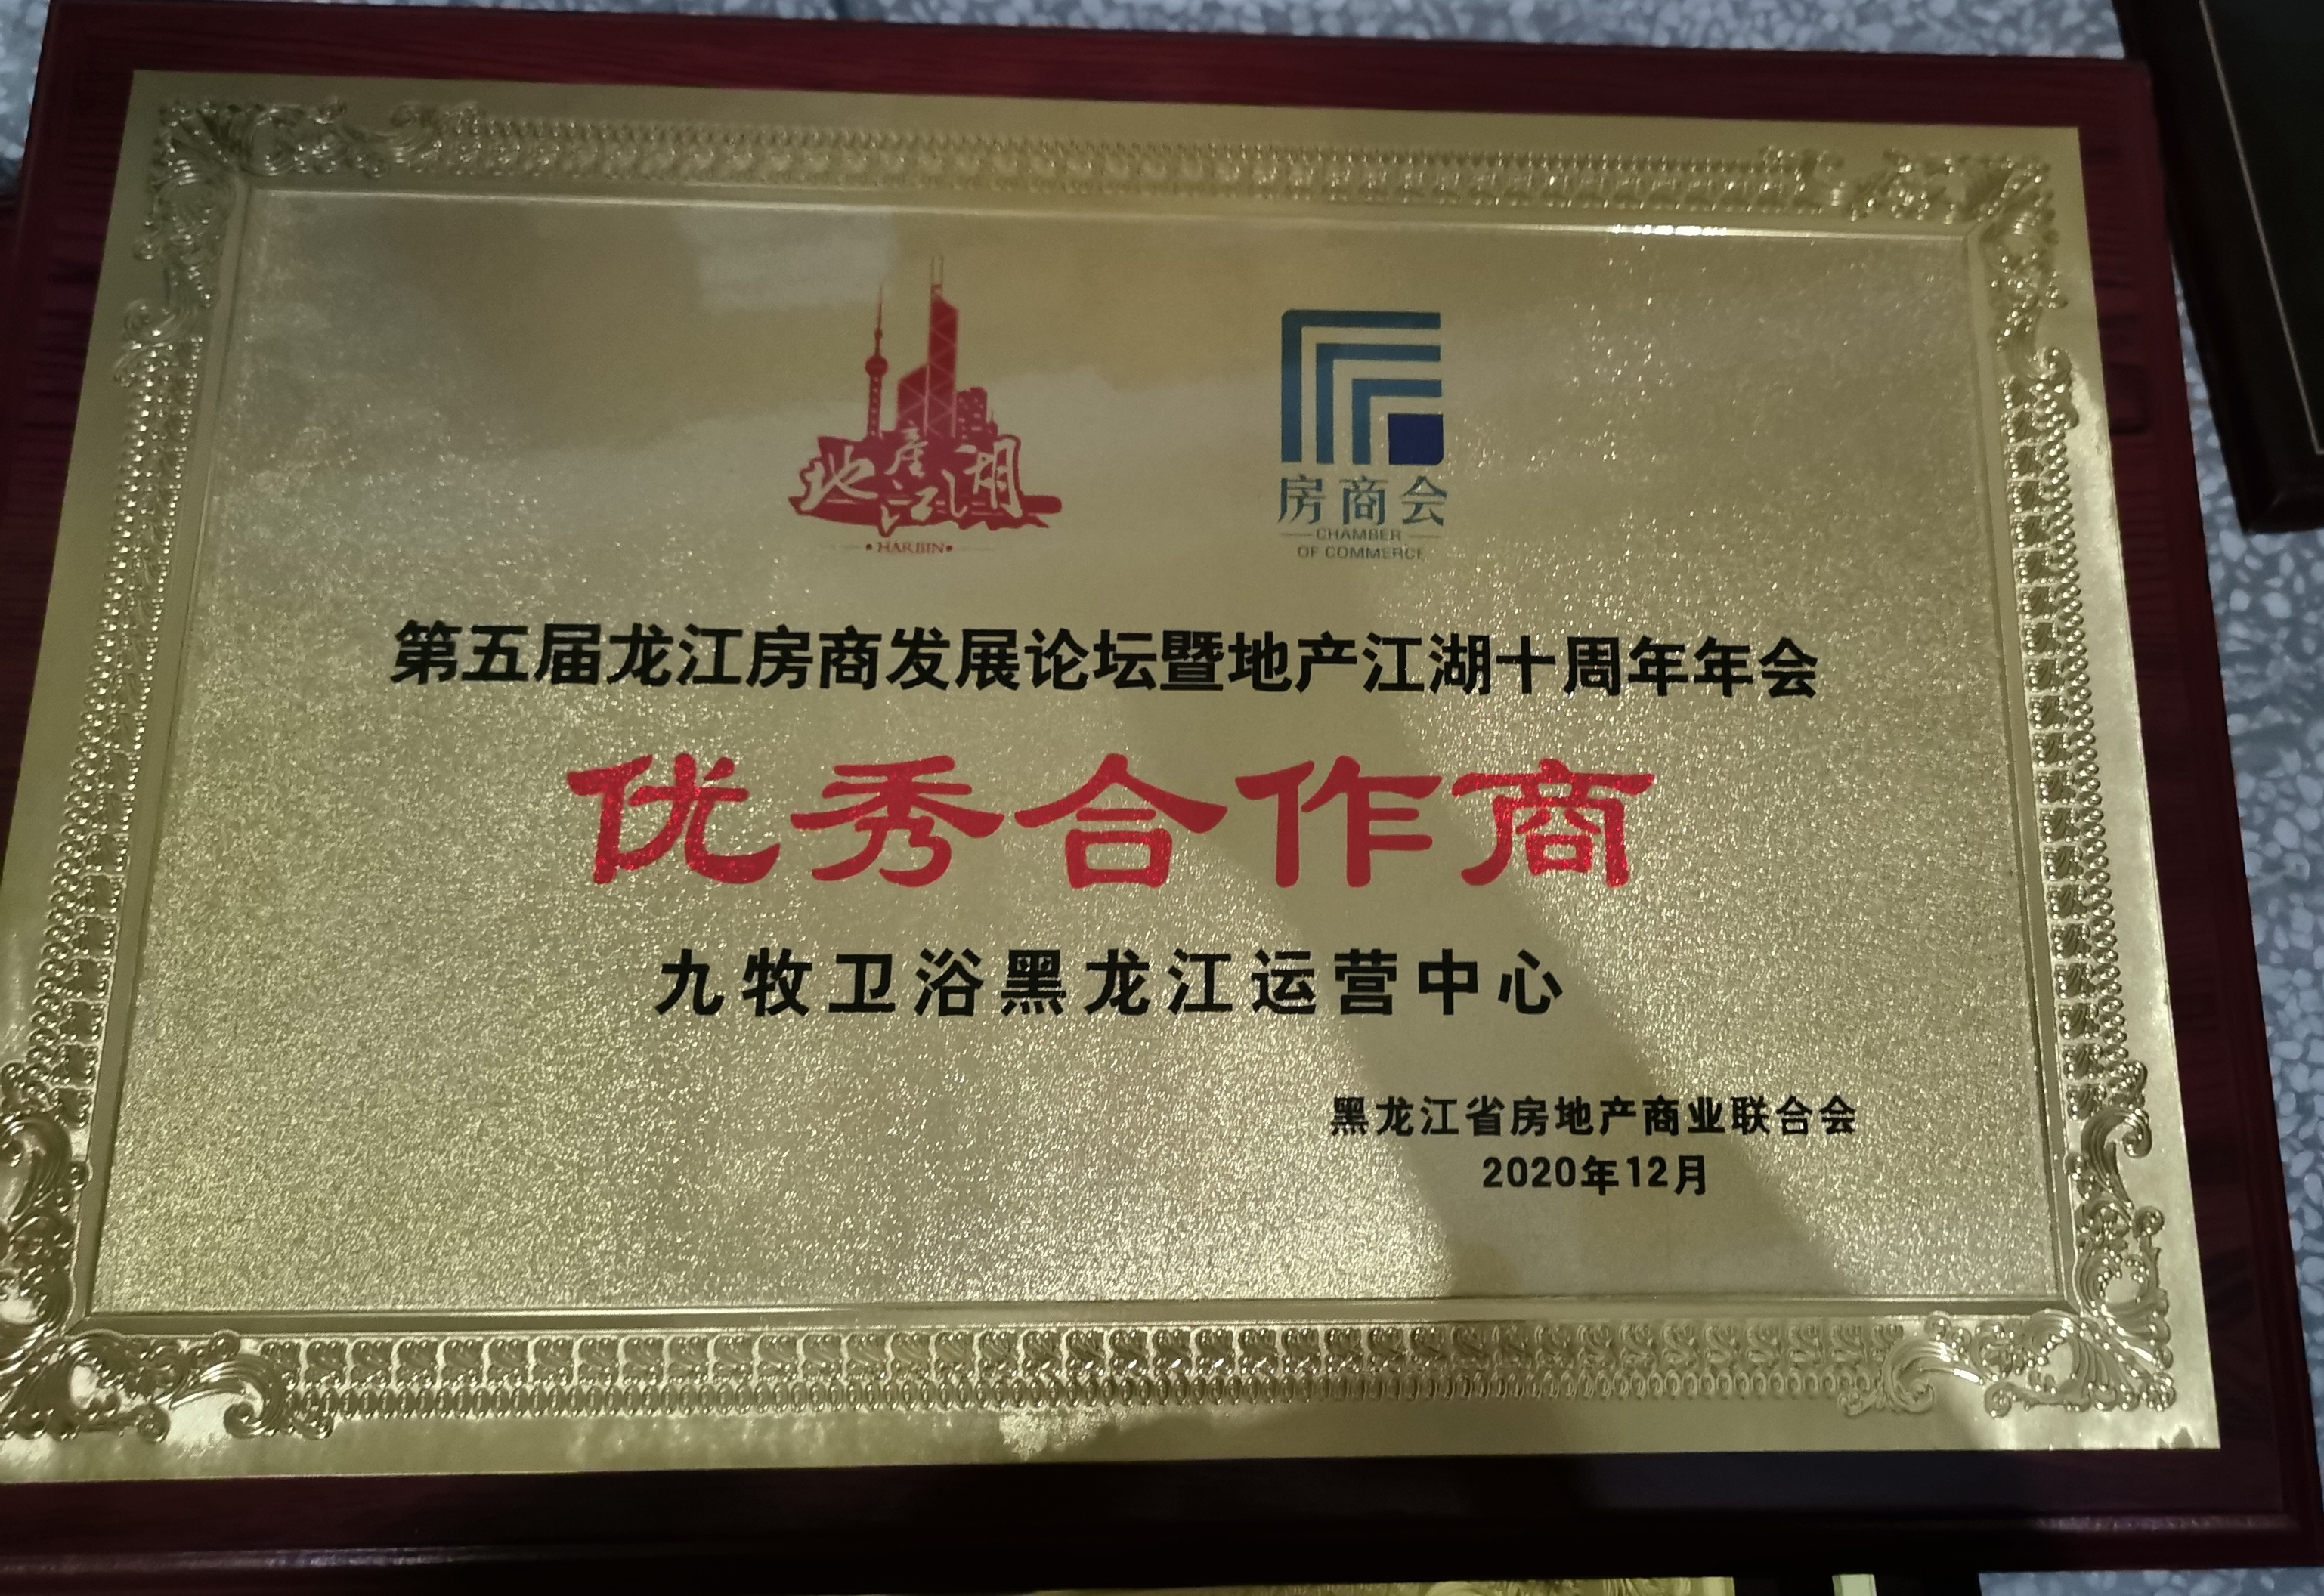 地产江湖
HARBIN
房商会
CHAMBER
OF COMMERCE
第五届龙江房商发展论坛暨地产江湖十周年年会
优秀合作商
九牧卫浴黑龙江运营中心
黑龙江省房地产商业联合会
2020年12月